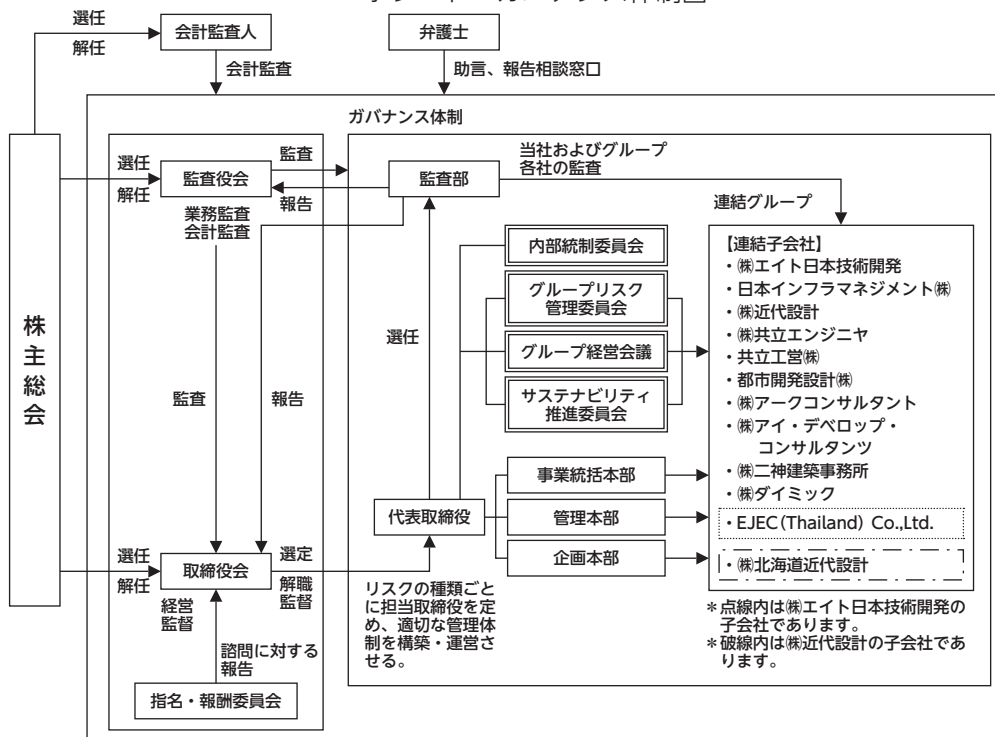 選任
解任
会計監査人
会計監査
弁護士
助言、報告相談窓口
株主総会
ガバナンス体制
選任
解任
監査役会
監査
報告
業務監査
会計監査
監査部
当社およびグループ
各社の監査
連結グループ
内部統制委員会
グループリスク
管理委員会
グループ経営会議
サステナビリティ
推進委員会
選任
監査
報告
【連結子会社】
・㈱エイト日本技術開発
・日本インフラマネジメント㈱
・㈱近代設計
・㈱共立エンジニヤ
・共立工営㈱
・都市開発設計㈱
・㈱アークコンサルタント
・㈱アイ・デベロップ・
コンサルタンツ
・㈱二神建築事務所
・㈱ダイミック
・EJEC(Thailand) Co.,Ltd.
・㈱北海道近代設計
事業統括本部
代表取締役
管理本部
企画本部
選任
解任
取締役会
選定
解職
監督
経営
監督
リスクの種類ごと
に担当取締役を定
め、適切な管理体
制を構築・運営さ
せる。
諮問に対する
報告
指名・報酬委員会
＊点線内は㈱エイト日本技術開発の
子会社であります。
＊破線内は㈱近代設計の子会社であ
ります。